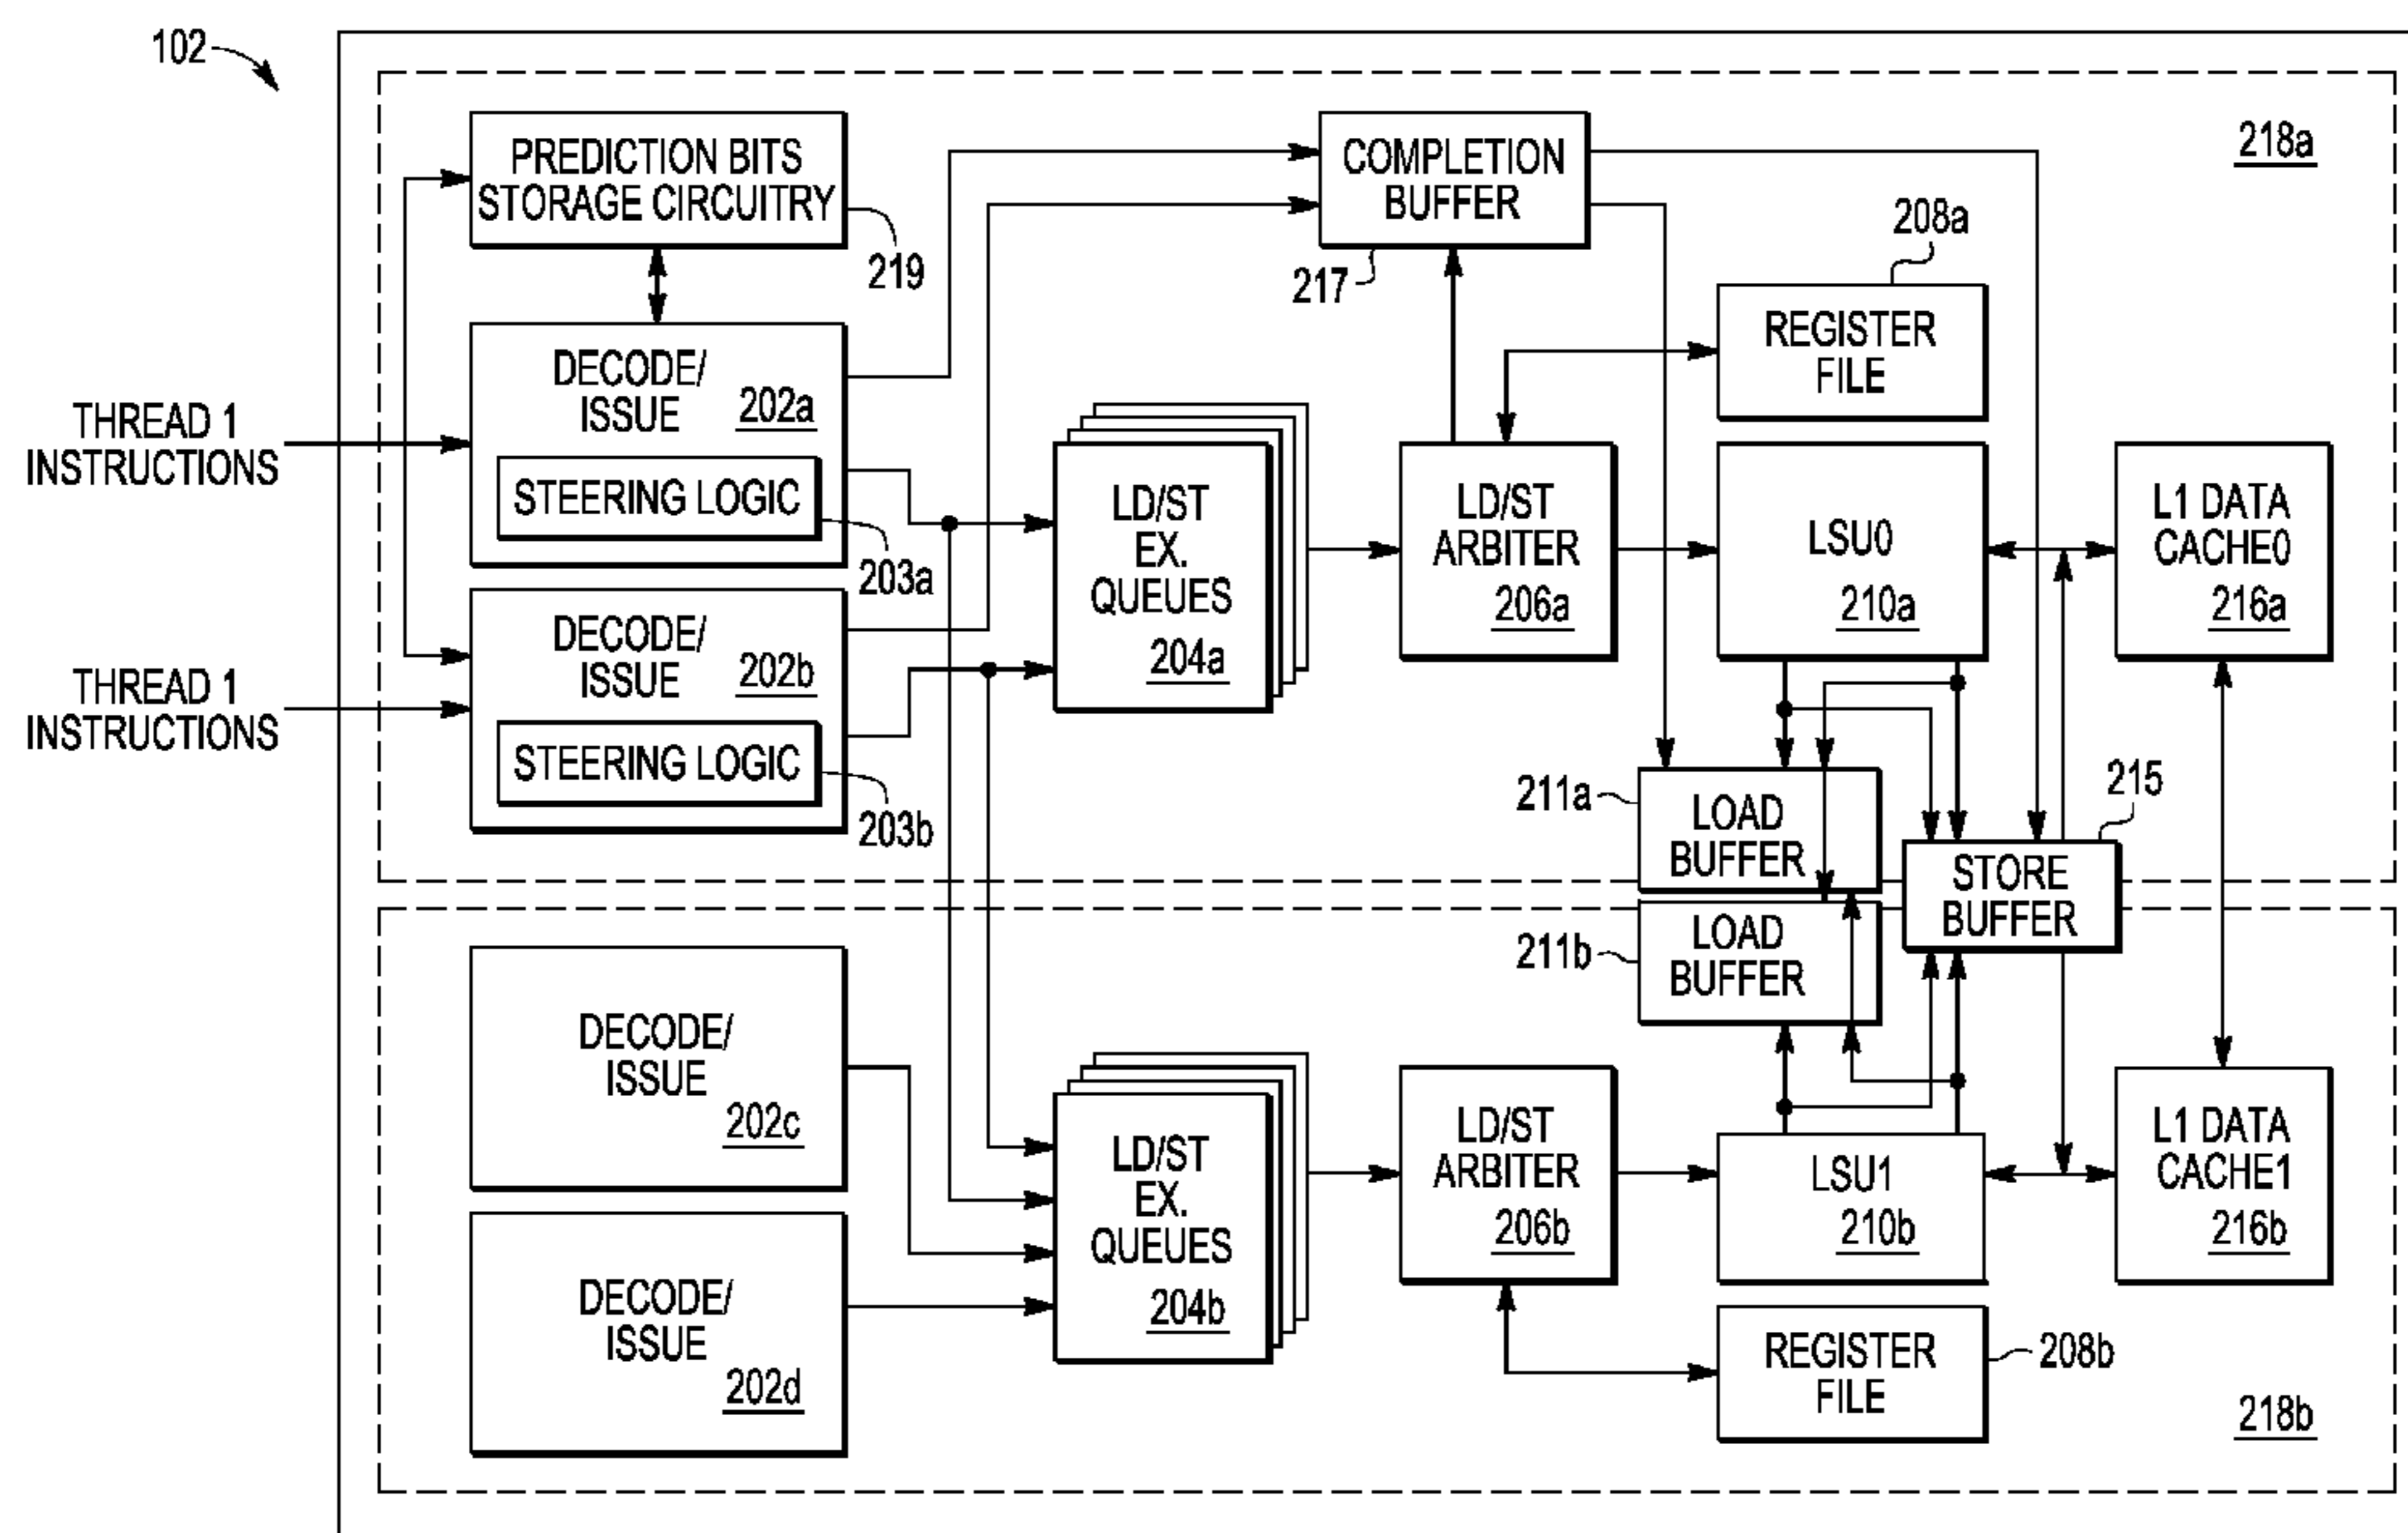 102
PREDICTION BITS
STORAGE CIRCUITRY
219
COMPLETION
BUFFER
217
218a
208a
REGISTER
FILE
THREAD 1
INSTRUCTIONS
DECODE/
ISSUE
202a
STEERING LOGIC
203a
LD/ST
EX.
QUEUES
204a
LD/ST
ARBITER
206a
LSU0
210a
L1 DATA
CACHE0
216a
THREAD 1
INSTRUCTIONS
DECODE/
ISSUE
202b
STEERING LOGIC
203b
211a
LOAD
BUFFER
215
STORE
BUFFER
211b
LOAD
BUFFER
DECODE/
ISSUE
202c
DECODE/
ISSUE
202d
LD/ST
EX.
QUEUES
204b
LD/ST
ARBITER
206b
LSU1
210b
L1 DATA
CACHE1
216b
REGISTER
FILE
208b
218b